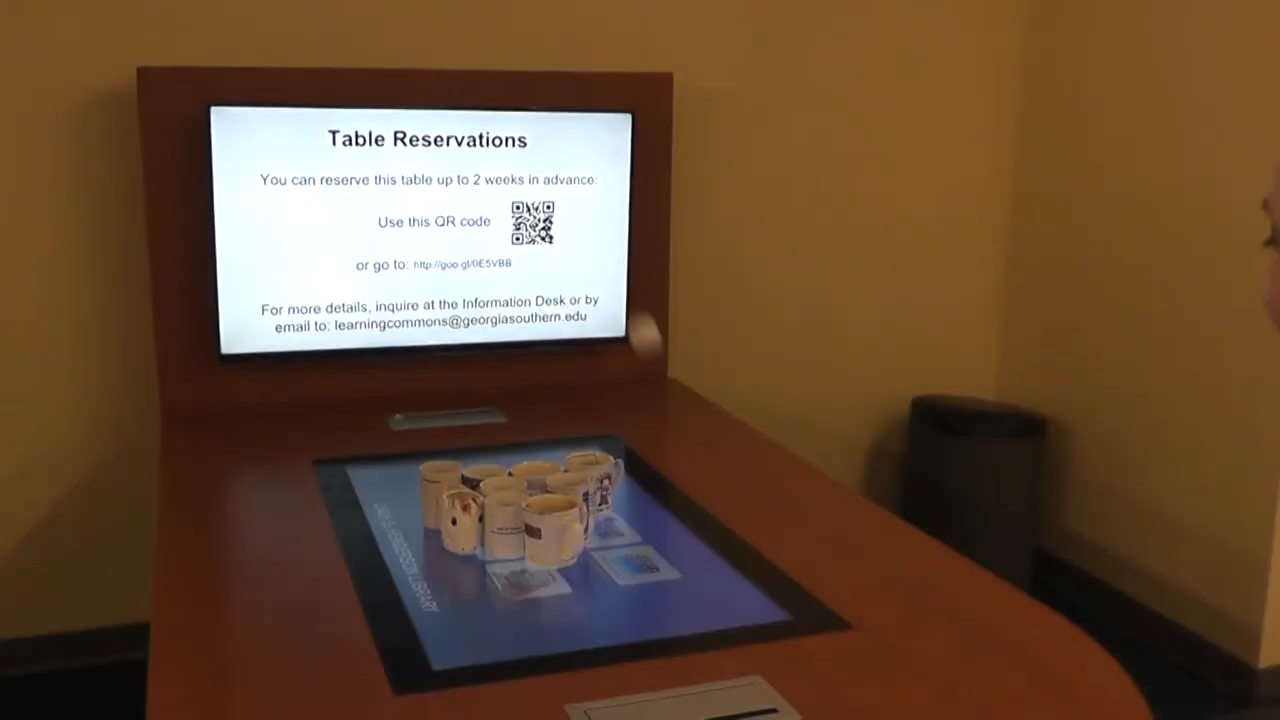 Table Reservations
You can reserve this table up to 2 weeks in advance:
Use this QR code
or go to: http://goo.gl/0E5VBB
For more details, inquire at the Information Desk or by
email to: learningcommons@georgiasouthern.edu
HENDERSON LIBRARY